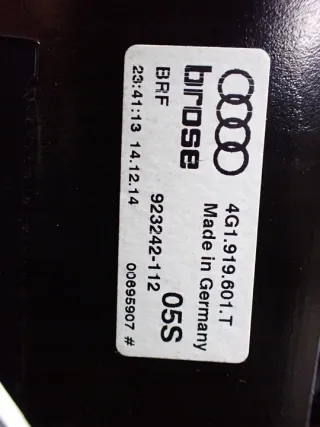 4G1.919.601.T
brose Made in Germany
BRF 923242-112 05S
23:41:13 14.12.14 00695907 #